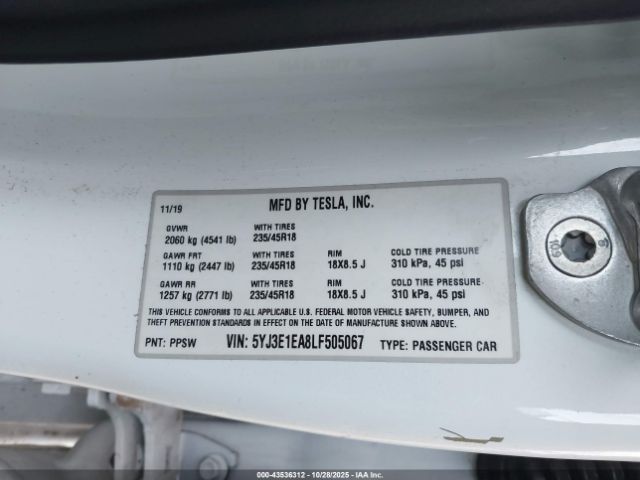 11/19 MFD BY TESLA, INC.
GVWR WITH TIRES
2060 kg (4541 lb) 235/45R18
GAWR FRT WITH TIRES RIM COLD TIRE PRESSURE
1110 kg (2447 lb) 235/45R18 18X8.5 J 310 kPa, 45 psi
GAWR RR WITH TIRES RIM COLD TIRE PRESSURE
1257 kg (2771 lb) 235/45R18 18X8.5 J 310 kPa, 45 psi
THIS VEHICLE CONFORMS TO ALL APPLICABLE U.S. FEDERAL MOTOR VEHICLE SAFETY, BUMPER, AND
THEFT PREVENTION STANDARDS IN EFFECT ON THE DATE OF MANUFACTURE SHOWN ABOVE.
PNT: PPSW VIN: 5YJ3E1EA8LF505067 TYPE: PASSENGER CAR
109
000-43536312 - 10/28/2025 - IAA, Inc.